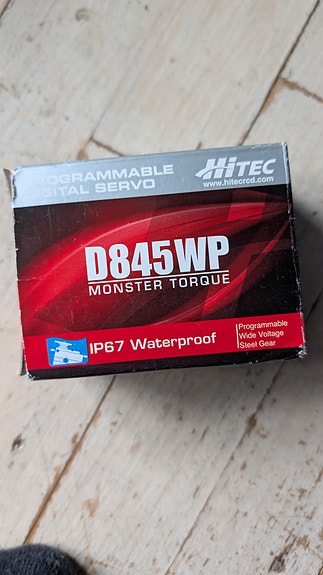 PROGRAMMABLE
DIGITAL SERVO
HiTEC
www.hitecrcd.com
D845WP
MONSTER TORQUE
IP67 Waterproof
Programmable
Wide Voltage
Steel Gear